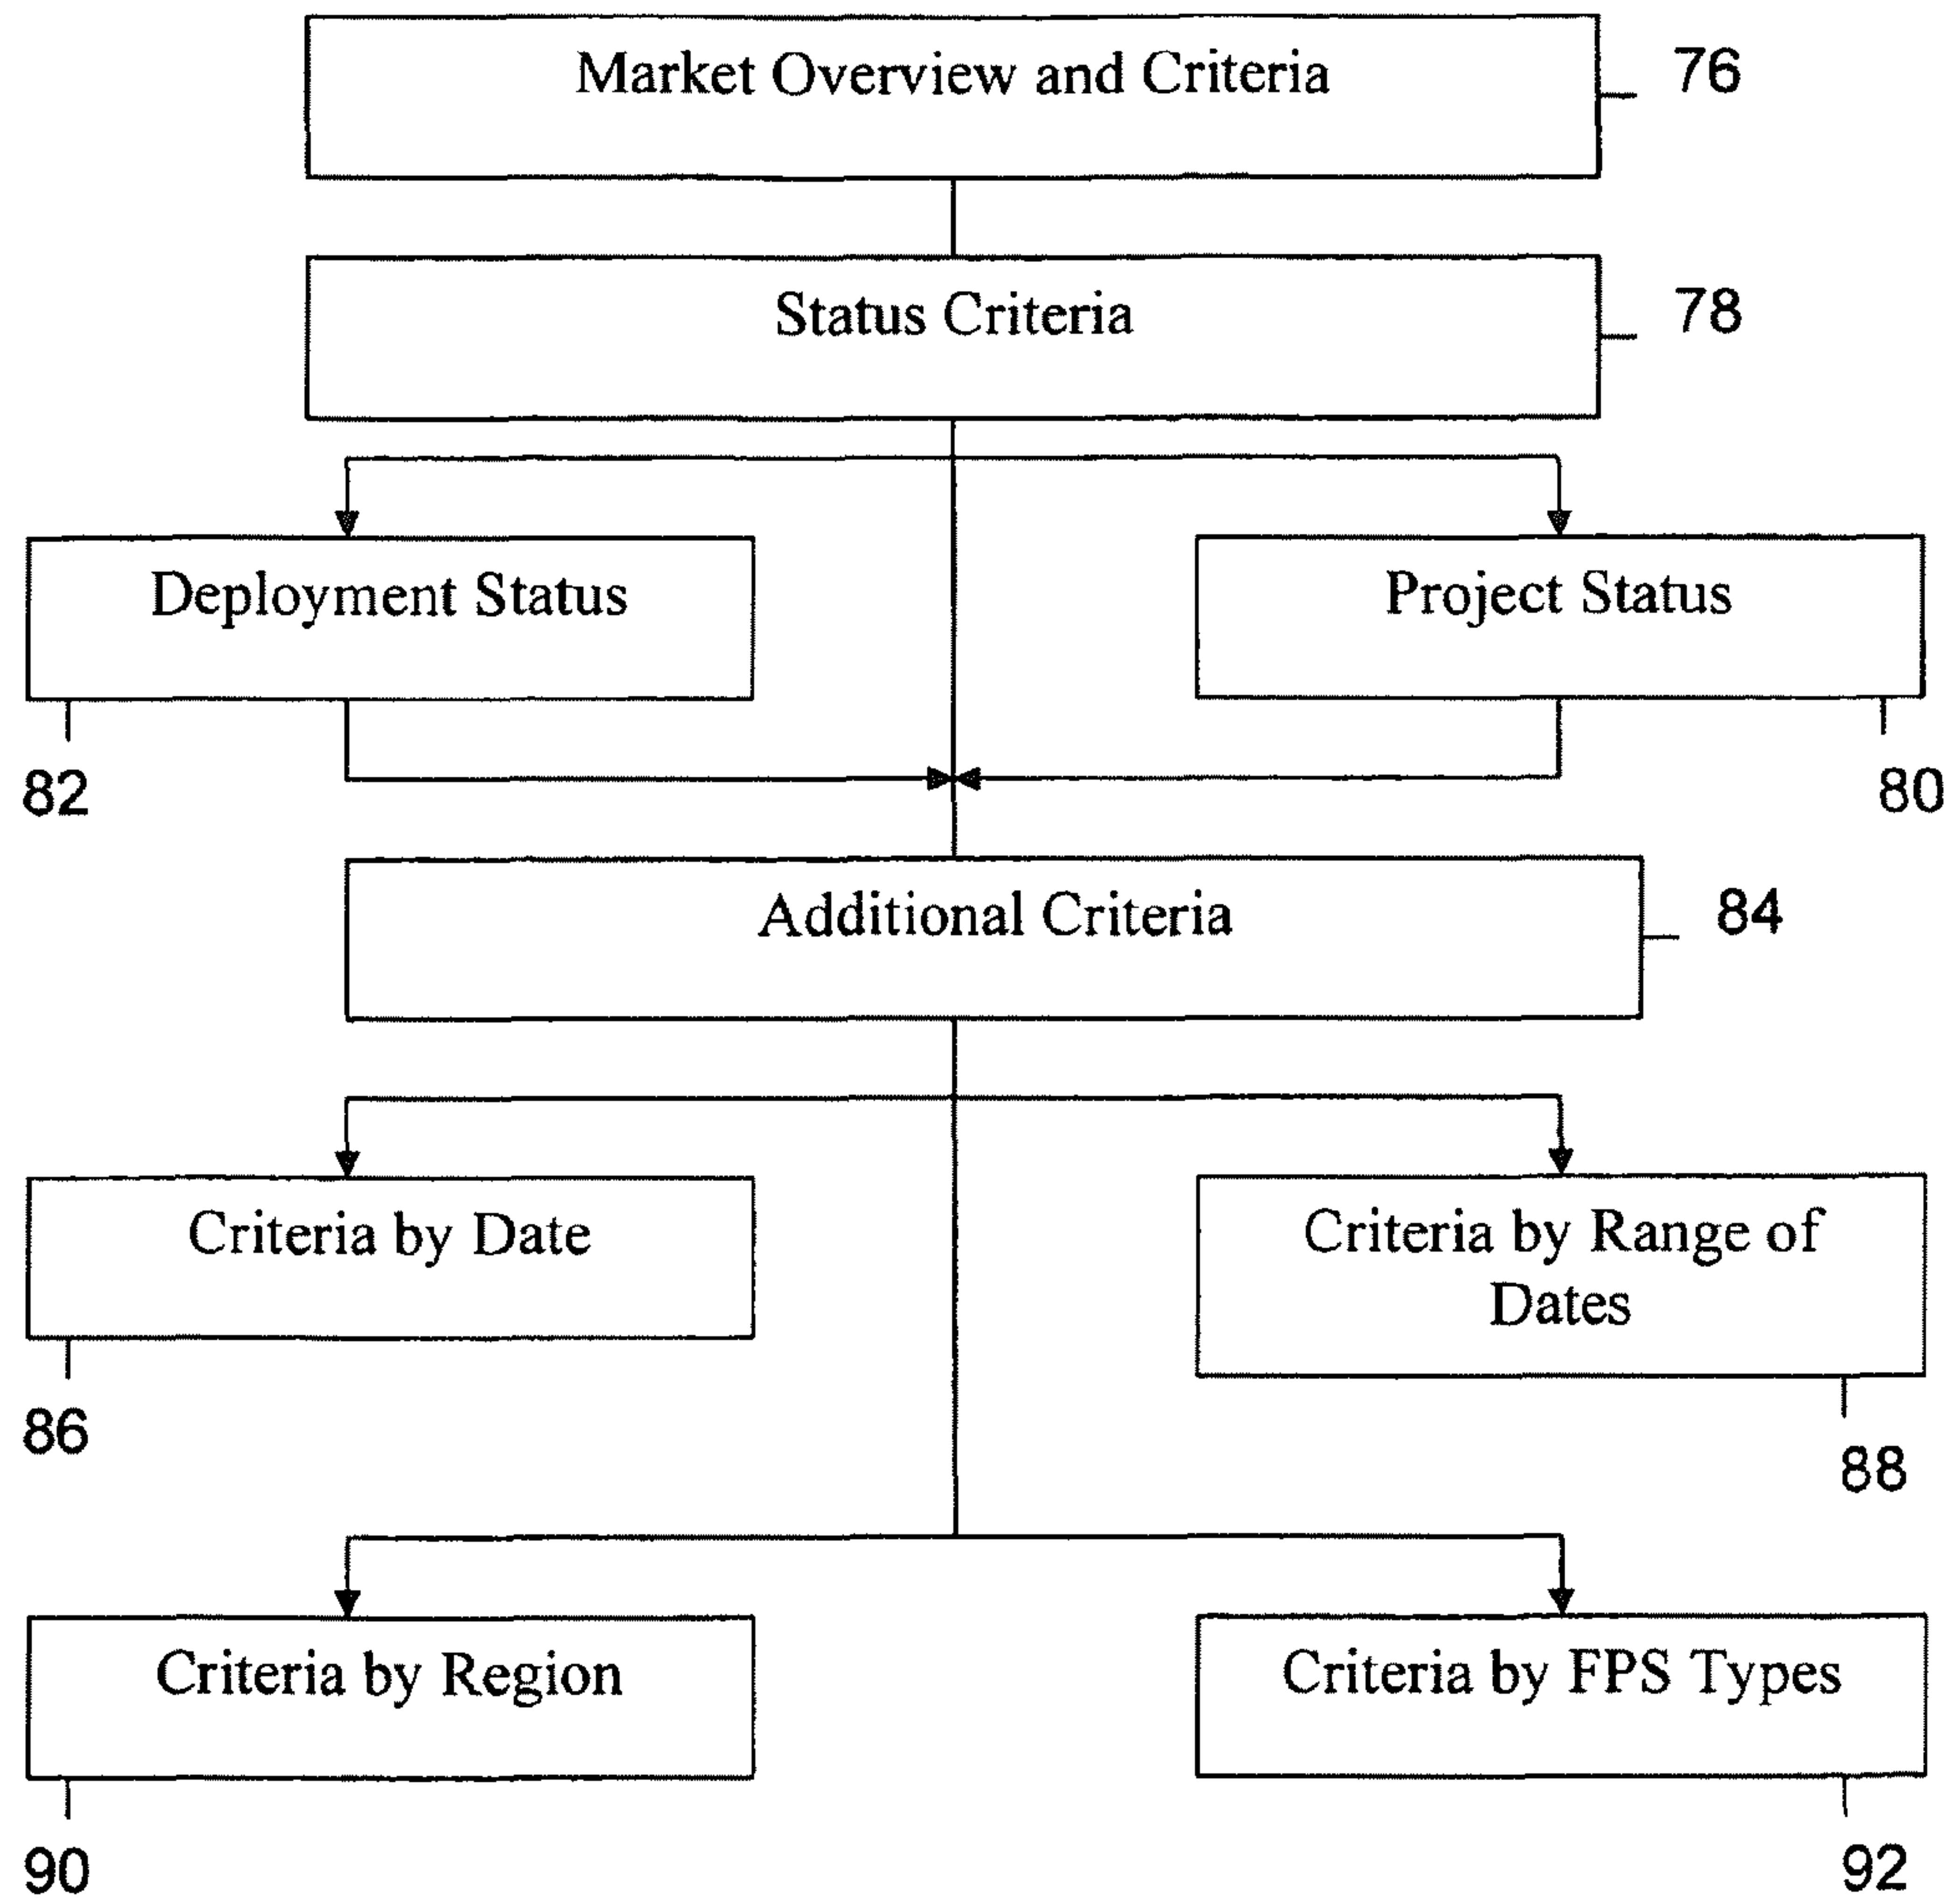 Market Overview and Criteria
76
Status Criteria
78
Deployment Status
Project Status
82
80
Additional Criteria
84
Criteria by Date
Criteria by Range of
Dates
86
88
Criteria by Region
Criteria by FPS Types
90
92